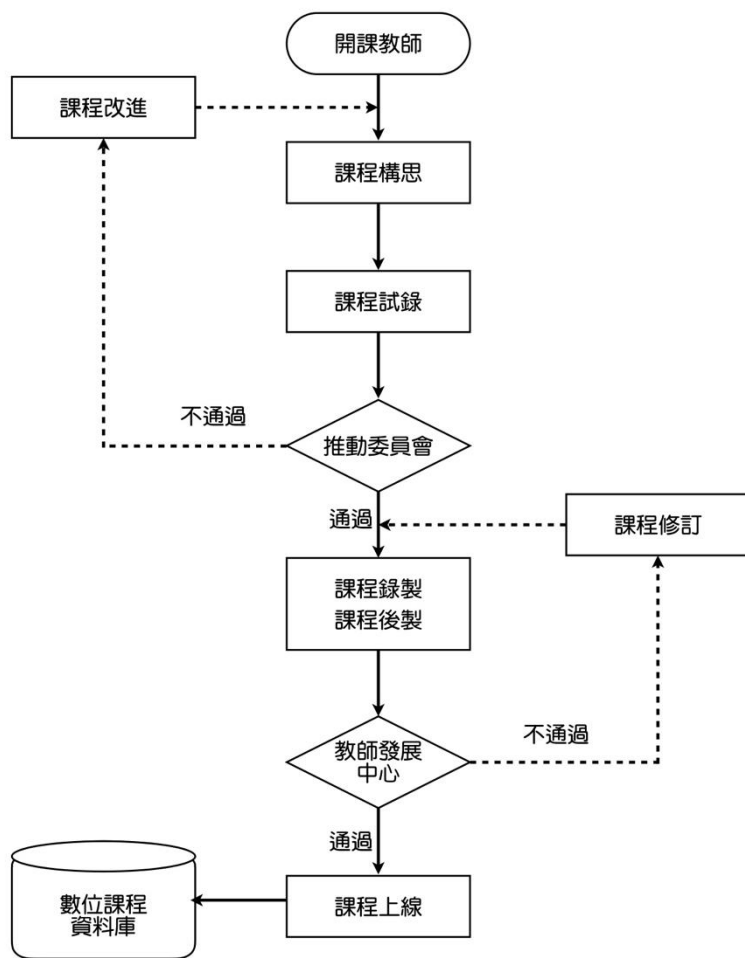 開課教師
課程改進
課程構思
課程試錄
不通過
推動委員會
通過
課程修訂
課程錄製
課程後製
教師發展
中心
不通過
通過
課程上線
數位課程
資料庫